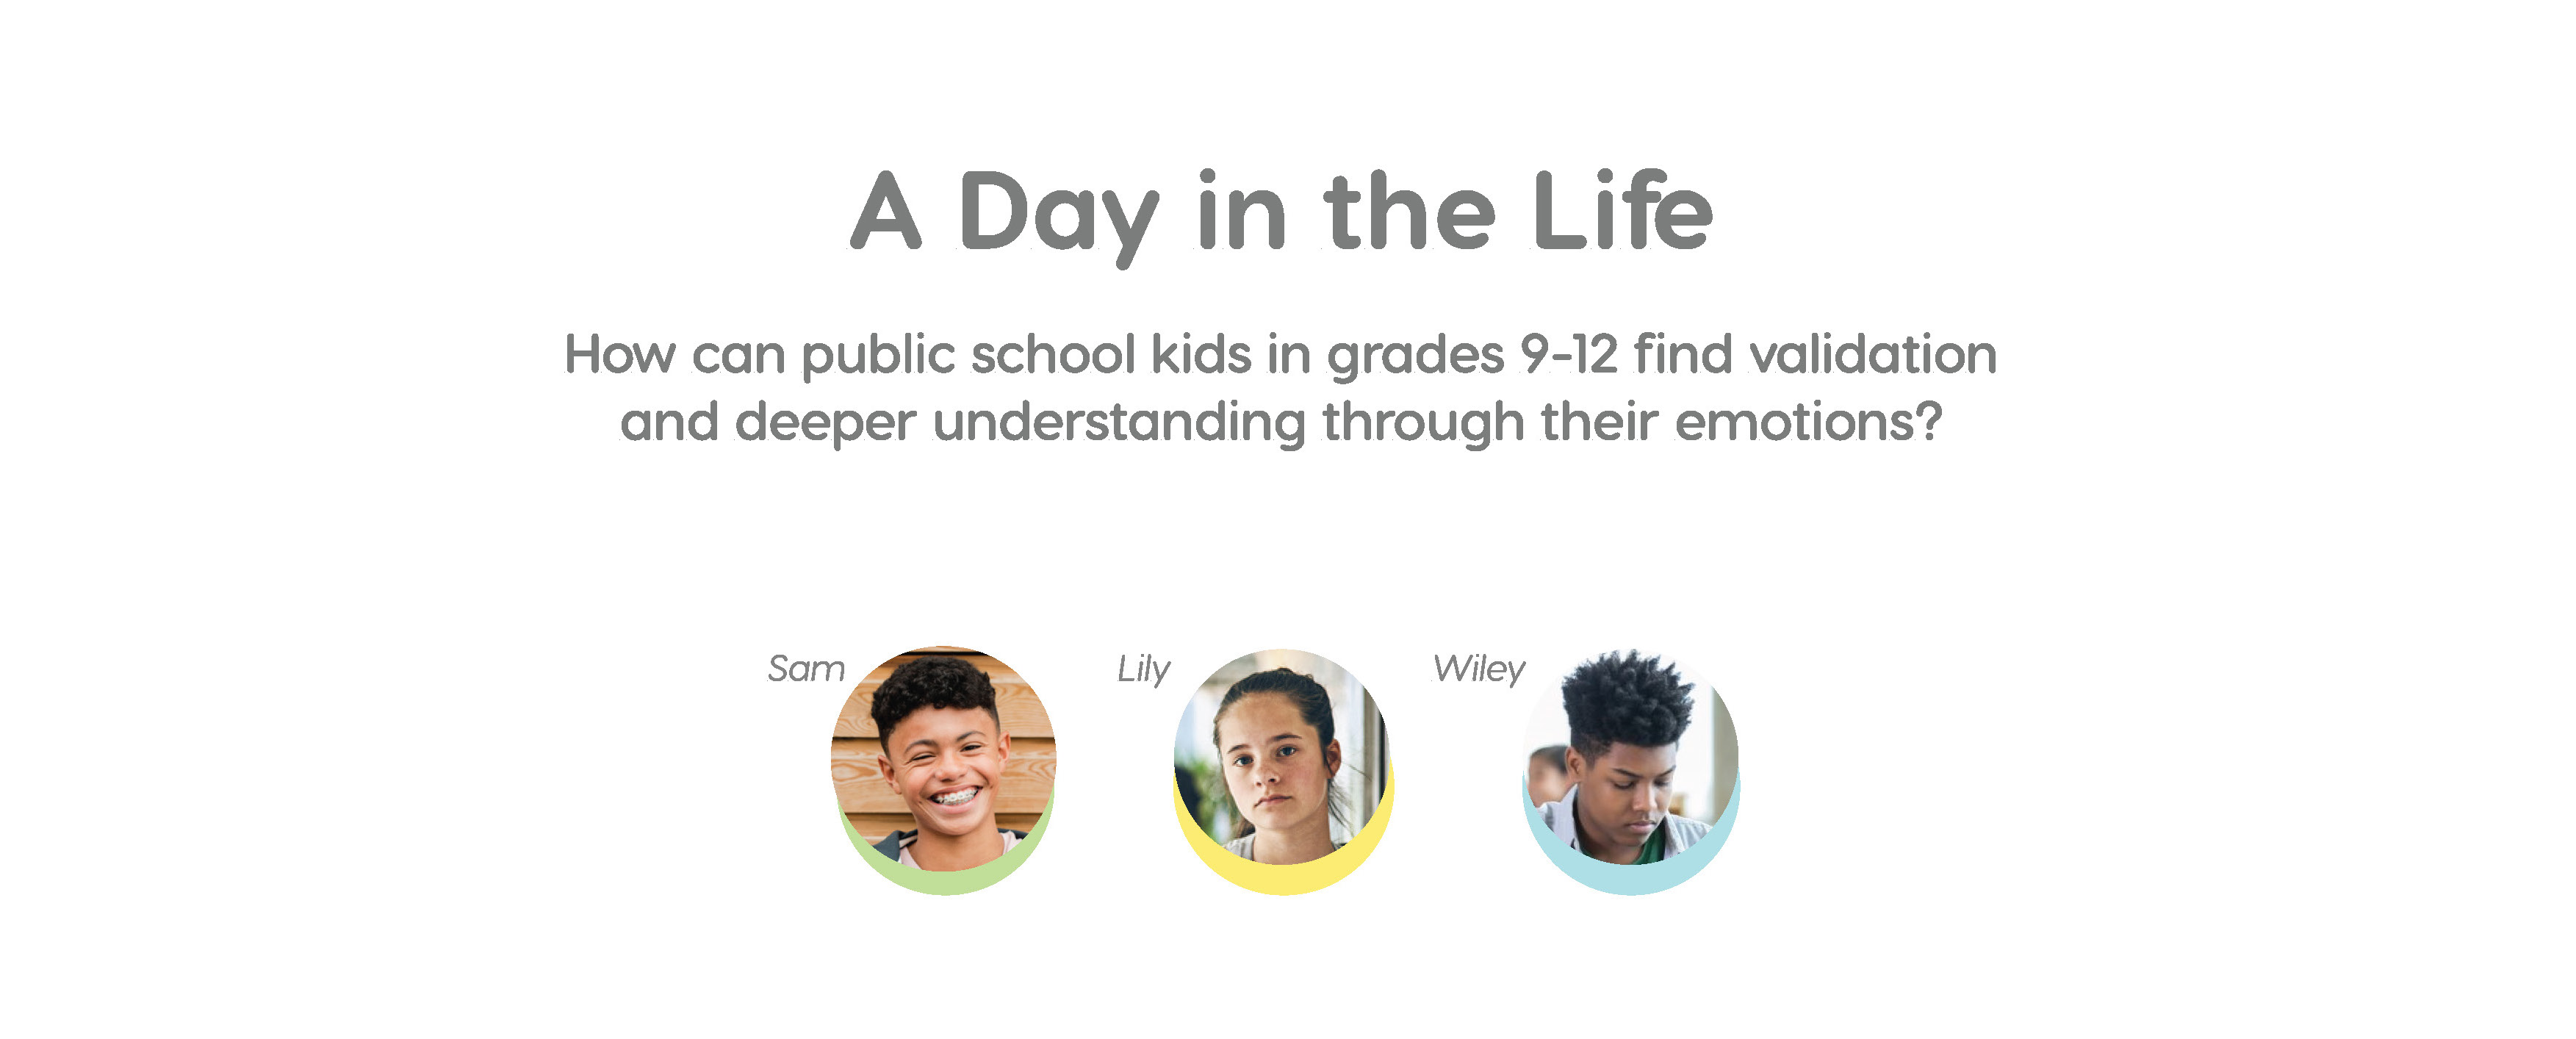 A Day in the Life
How can public school kids in grades 9-12 find validation
and deeper understanding through their emotions?
Sam
Lily
Wiley